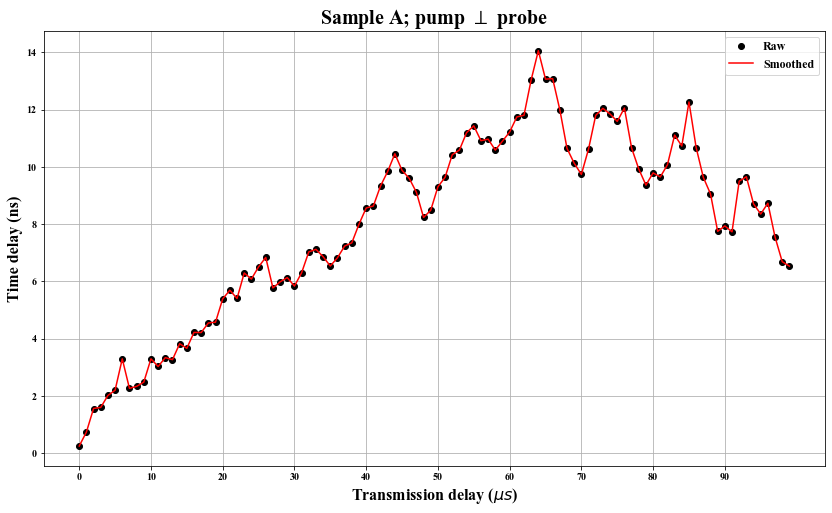 Sample A; pump ⊥ probe
Raw
Smoothed
14
12
10
8
6
4
2
0
Time delay (ns)
0 10 20 30 40 50 60 70 80 90
Transmission delay (μs)